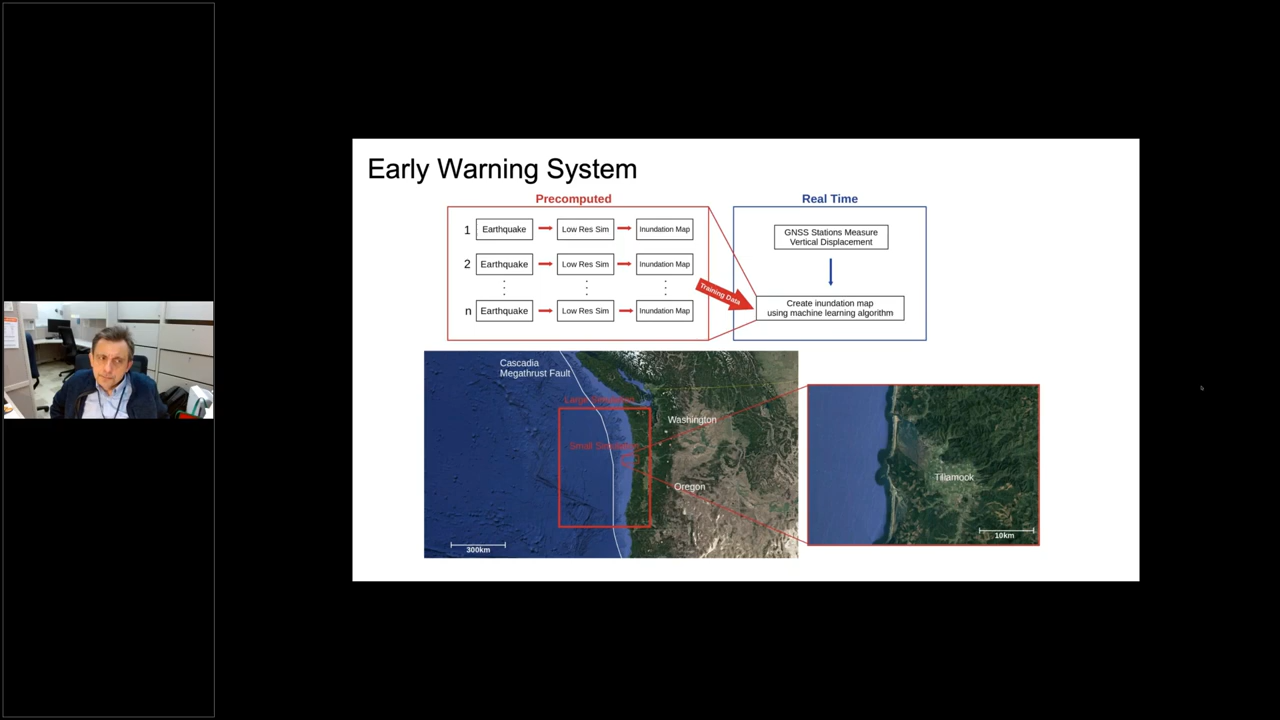 Early Warning System
Precomputed
1 Earthquake Low Res Sim Inundation Map
2 Earthquake Low Res Sim Inundation Map
n Earthquake Low Res Sim Inundation Map
Training Data
Real Time
GNSS Stations Measure
Vertical Displacement
Create inundation map
using machine learning algorithm
Cascadia
Megathrust Fault
Large
Small
Washington
Oregon
300km
Tillamook
10km